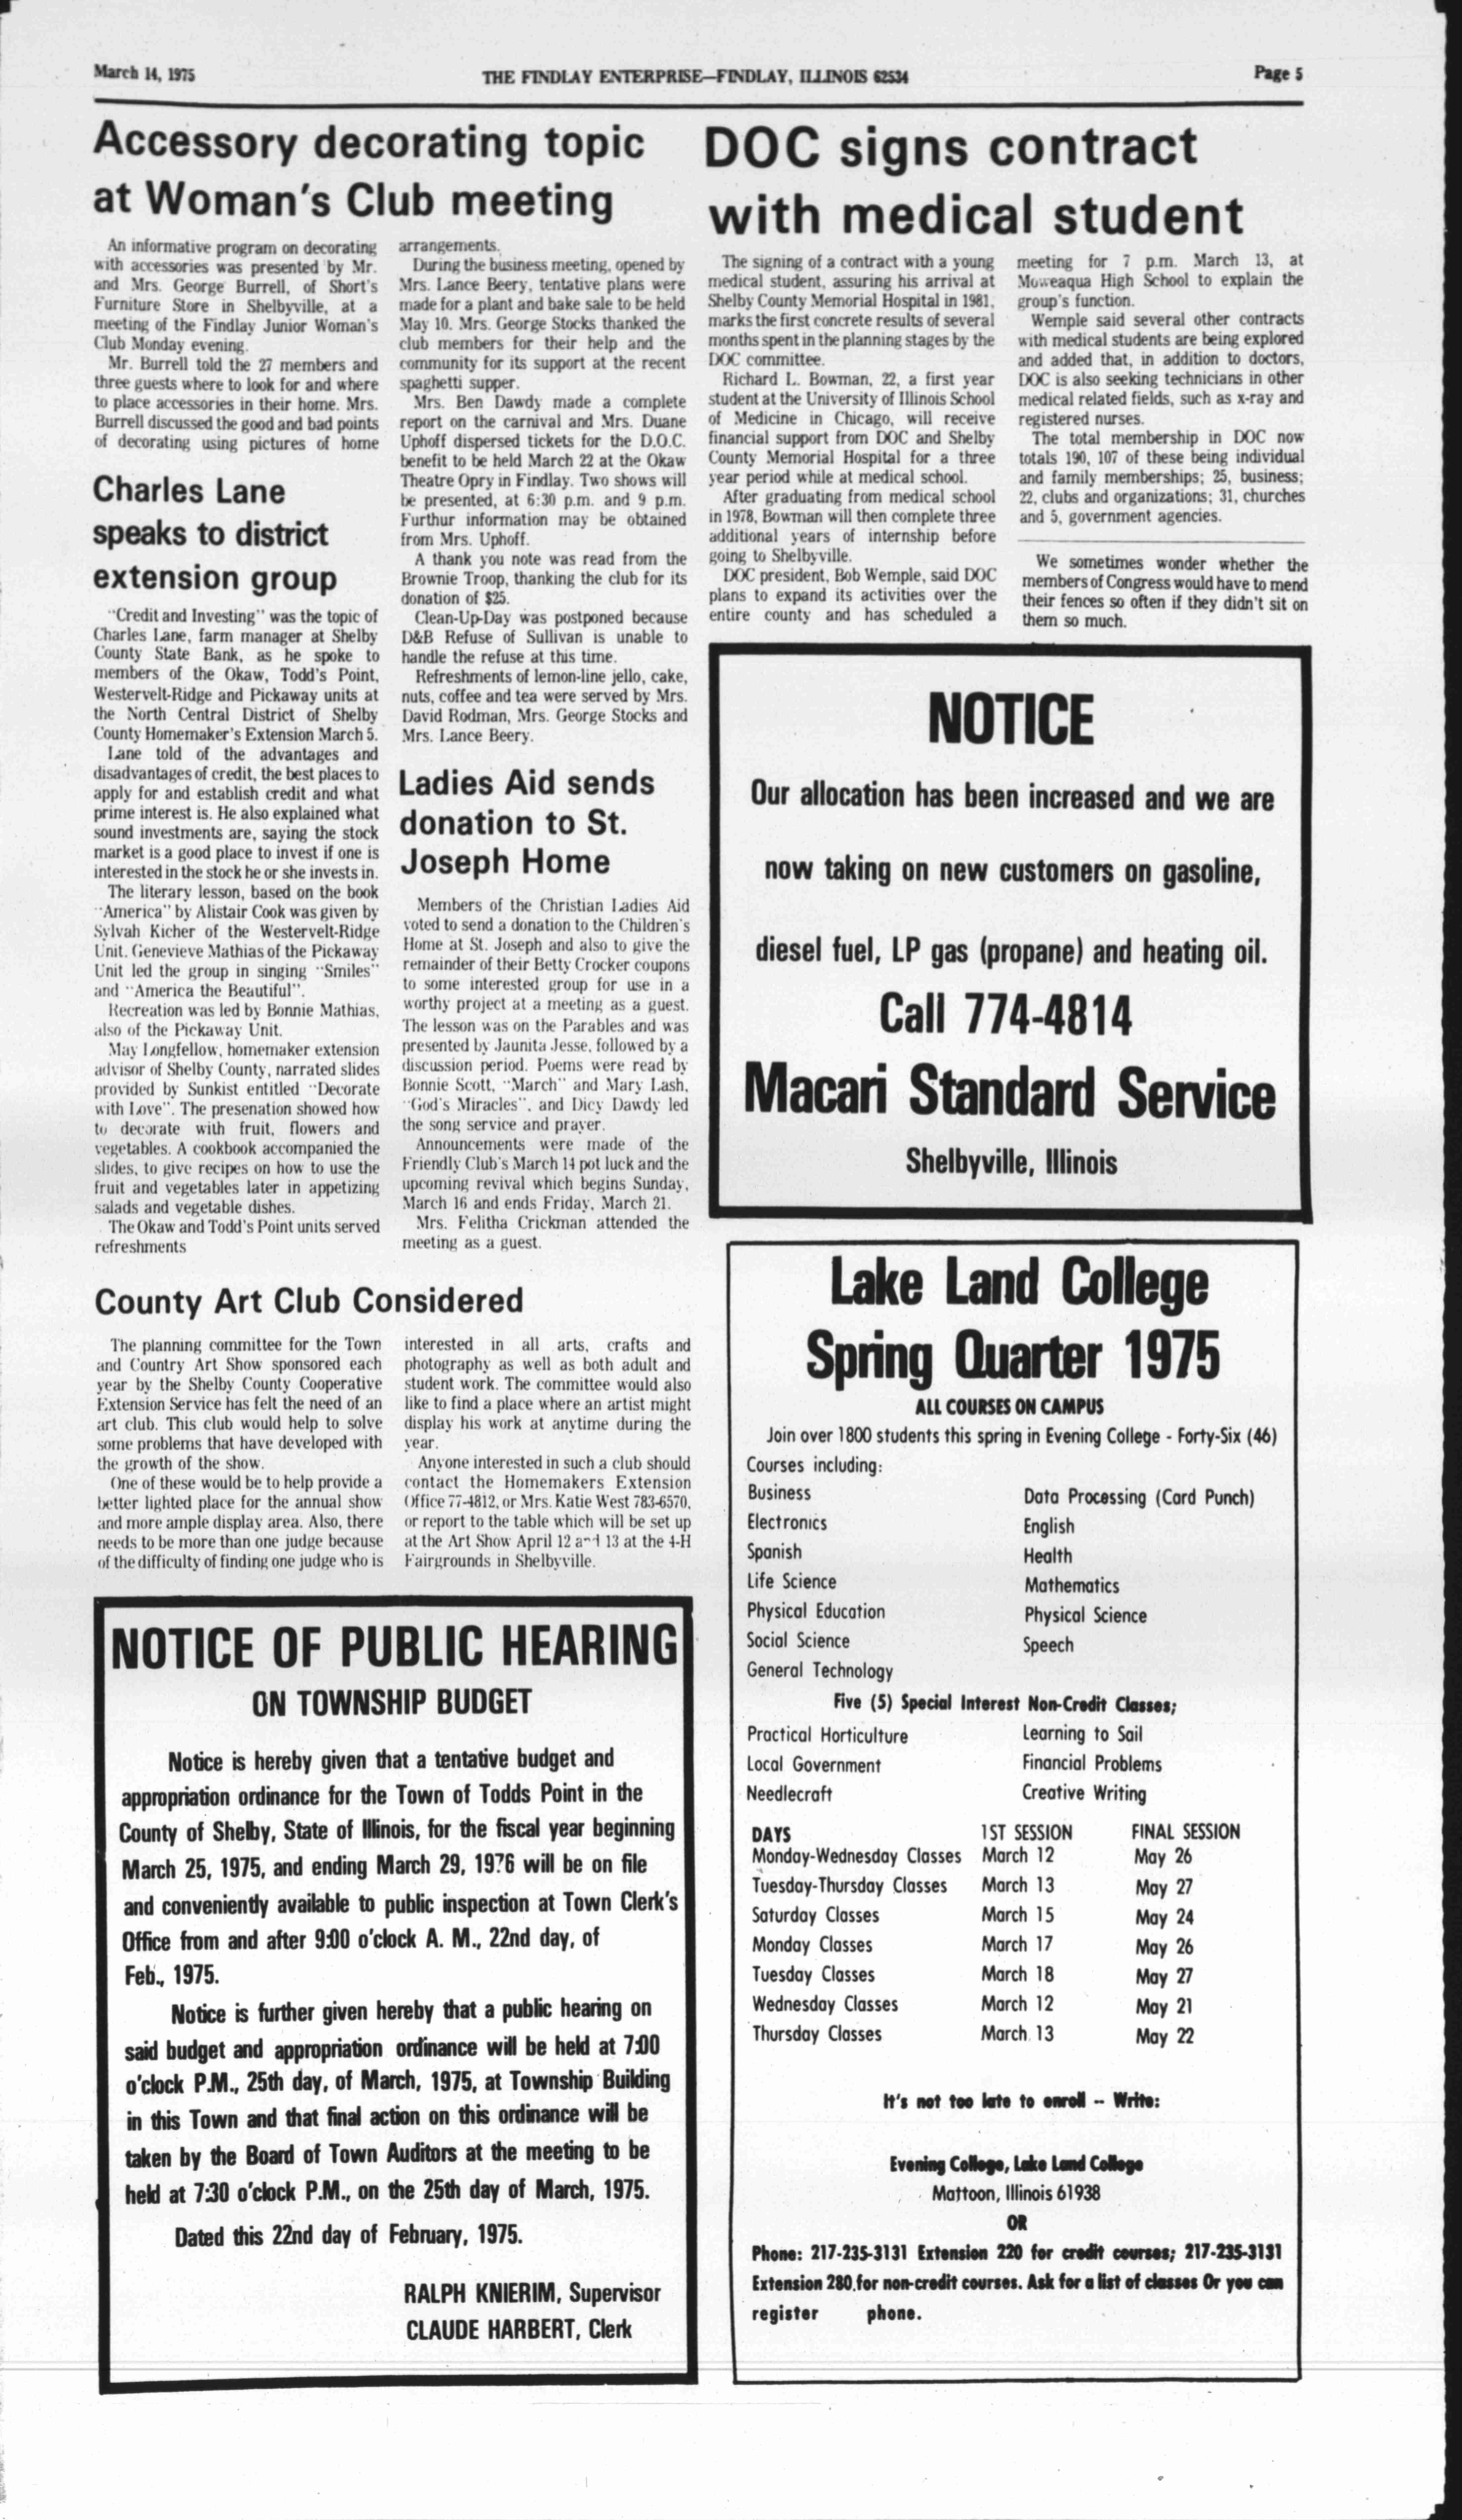 March 14, 1975
THE FINDLAY ENTERPRISE—FINDLAY, ILLINOIS 62534
Page 5
Accessory decorating topic
at Woman's Club meeting
An informative program on decorating
with accessories was presented by Mr.
and Mrs. George Burrell, of Short's
Furniture Store in Shelbyville, at a
meeting of the Findlay Junior Woman's
Club Monday evening.
Mr. Burrell told the 27 members and
three guests where to look for and where
to place accessories in their home. Mrs.
Burrell discussed the good and bad points
of decorating using pictures of home
arrangements.
During the business meeting, opened by
Mrs. Lance Beery, tentative plans were
made for a plant and bake sale to be held
May 10. Mrs. George Stocks thanked the
club members for their help and the
community for its support at the recent
spaghetti supper.
Mrs. Ben Dawdy made a complete
report on the carnival and Mrs. Duane
Uphoff dispersed tickets for the D.O.C.
benefit to be held March 22 at the Okaw
Theatre Opry in Findlay. Two shows will
be presented, at 6:30 p.m. and 9 p.m.
Furthur information may be obtained
from Mrs. Uphoff.
A thank you note was read from the
Brownie Troop, thanking the club for its
donation of $25.
Clean-Up-Day was postponed because
D&B Refuse of Sullivan is unable to
handle the refuse at this time.
Refreshments of lemon-line jello, cake,
nuts, coffee and tea were served by Mrs.
David Rodman, Mrs. George Stocks and
Mrs. Lance Beery.
Charles Lane
speaks to district
extension group
"Credit and Investing" was the topic of
Charles Lane, farm manager at Shelby
County State Bank, as he spoke to
members of the Okaw, Todd's Point,
Westervelt-Ridge and Pickaway units at
the North Central District of Shelby
County Homemaker's Extension March 5.
Lane told of the advantages and
disadvantages of credit, the best places to
apply for and establish credit and what
prime interest is. He also explained what
sound investments are, saying the stock
market is a good place to invest if one is
interested in the stock he or she invests in.
The literary lesson, based on the book
"America" by Alistair Cook was given by
Sylvah Kicher of the Westervelt-Ridge
Unit. Genevieve Mathias of the Pickaway
Unit led the group in singing "Smiles"
and "America the Beautiful".
Recreation was led by Bonnie Mathias,
also of the Pickaway Unit.
May Longfellow, homemaker extension
advisor of Shelby County, narrated slides
provided by Sunkist entitled "Decorate
with Love". The presenation showed how
to decorate with fruit, flowers and
vegetables. A cookbook accompanied the
slides, to give recipes on how to use the
fruit and vegetables later in appetizing
salads and vegetable dishes.
The Okaw and Todd's Point units served
refreshments
Ladies Aid sends
donation to St.
Joseph Home
Members of the Christian Ladies Aid
voted to send a donation to the Children's
Home at St. Joseph and also to give the
remainder of their Betty Crocker coupons
to some interested group for use in a
worthy project at a meeting as a guest.
The lesson was on the Parables and was
presented by Jaunita Jesse, followed by a
discussion period. Poems were read by
Bonnie Scott, "March" and Mary Lash,
"God's Miracles", and Dicy Dawdy led
the song service and prayer.
Announcements were made of the
Friendly Club's March 14 pot luck and the
upcoming revival which begins Sunday,
March 16 and ends Friday, March 21.
Mrs. Felitha Crickman attended the
meeting as a guest.
County Art Club Considered
The planning committee for the Town
and Country Art Show sponsored each
year by the Shelby County Cooperative
Extension Service has felt the need of an
art club. This club would help to solve
some problems that have developed with
the growth of the show.
One of these would be to help provide a
better lighted place for the annual show
and more ample display area. Also, there
needs to be more than one judge because
of the difficulty of finding one judge who is
interested in all arts, crafts and
photography as well as both adult and
student work. The committee would also
like to find a place where an artist might
display his work at anytime during the
year.
Anyone interested in such a club should
contact the Homemakers Extension
Office 77-4812, or Mrs. Katie West 783-6570,
or report to the table which will be set up
at the Art Show April 12 and 13 at the 4-H
Fairgrounds in Shelbyville.
NOTICE OF PUBLIC HEARING
ON TOWNSHIP BUDGET
Notice is hereby given that a tentative budget and
appropriation ordinance for the Town of Todds Point in the
County of Shelby, State of Illinois, for the fiscal year beginning
March 25, 1975, and ending March 29, 1976 will be on file
and conveniently available to public inspection at Town Clerk's
Office from and after 9:00 o'clock A. M., 22nd day, of
Feb., 1975.
Notice is further given hereby that a public hearing on
said budget and appropriation ordinance will be held at 7:00
o'clock P.M., 25th day, of March, 1975, at Township Building
in this Town and that final action on this ordinance will be
taken by the Board of Town Auditors at the meeting to be
held at 7:30 o'clock P.M., on the 25th day of March, 1975.
Dated this 22nd day of February, 1975.
RALPH KNIERIM, Supervisor
CLAUDE HARBERT, Clerk
DOC signs contract
with medical student
The signing of a contract with a young
medical student, assuring his arrival at
Shelby County Memorial Hospital in 1981,
marks the first concrete results of several
months spent in the planning stages by the
DOC committee.
Richard L. Bowman, 22, a first year
student at the University of Illinois School
of Medicine in Chicago, will receive
financial support from DOC and Shelby
County Memorial Hospital for a three
year period while at medical school.
After graduating from medical school
in 1978, Bowman will then complete three
additional years of internship before
going to Shelbyville.
DOC president, Bob Wemple, said DOC
plans to expand its activities over the
entire county and has scheduled a
meeting for 7 p.m. March 13, at
Moweaqua High School to explain the
group's function.
Wemple said several other contracts
with medical students are being explored
and added that, in addition to doctors,
DOC is also seeking technicians in other
medical related fields, such as x-ray and
registered nurses.
The total membership in DOC now
totals 190, 107 of these being individual
and family memberships; 25, business;
22, clubs and organizations; 31, churches
and 5, government agencies.
We sometimes wonder whether the
members of Congress would have to mend
their fences so often if they didn't sit on
them so much.
NOTICE
Our allocation has been increased and we are
now taking on new customers on gasoline,
diesel fuel, LP gas (propane) and heating oil.
Call 774-4814
Macari Standard Service
Shelbyville, Illinois
Lake Land College
Spring Quarter 1975
ALL COURSES ON CAMPUS
Join over 1800 students this spring in Evening College - Forty-Six (46)
Courses including:
Business
Data Processing (Card Punch)
Electronics
English
Spanish
Health
Life Science
Mathematics
Physical Education
Physical Science
Social Science
Speech
General Technology
Five (5) Special Interest Non-Credit Classes;
Practical Horticulture
Learning to Sail
Local Government
Financial Problems
Needlecraft
Creative Writing
DAYS 1ST SESSION FINAL SESSION
Monday-Wednesday Classes March 12 May 26
Tuesday-Thursday Classes March 13 May 27
Saturday Classes March 15 May 24
Monday Classes March 17 May 26
Tuesday Classes March 18 May 27
Wednesday Classes March 12 May 21
Thursday Classes March 13 May 22
It's not too late to enroll -- Write:
Evening College, Lake Land College
Mattoon, Illinois 61938
OR
Phone: 217-235-3131 Extension 220 for credit courses; 217-235-3131
Extension 280 for non-credit courses. Ask for a list of classes Or you can
register phone.